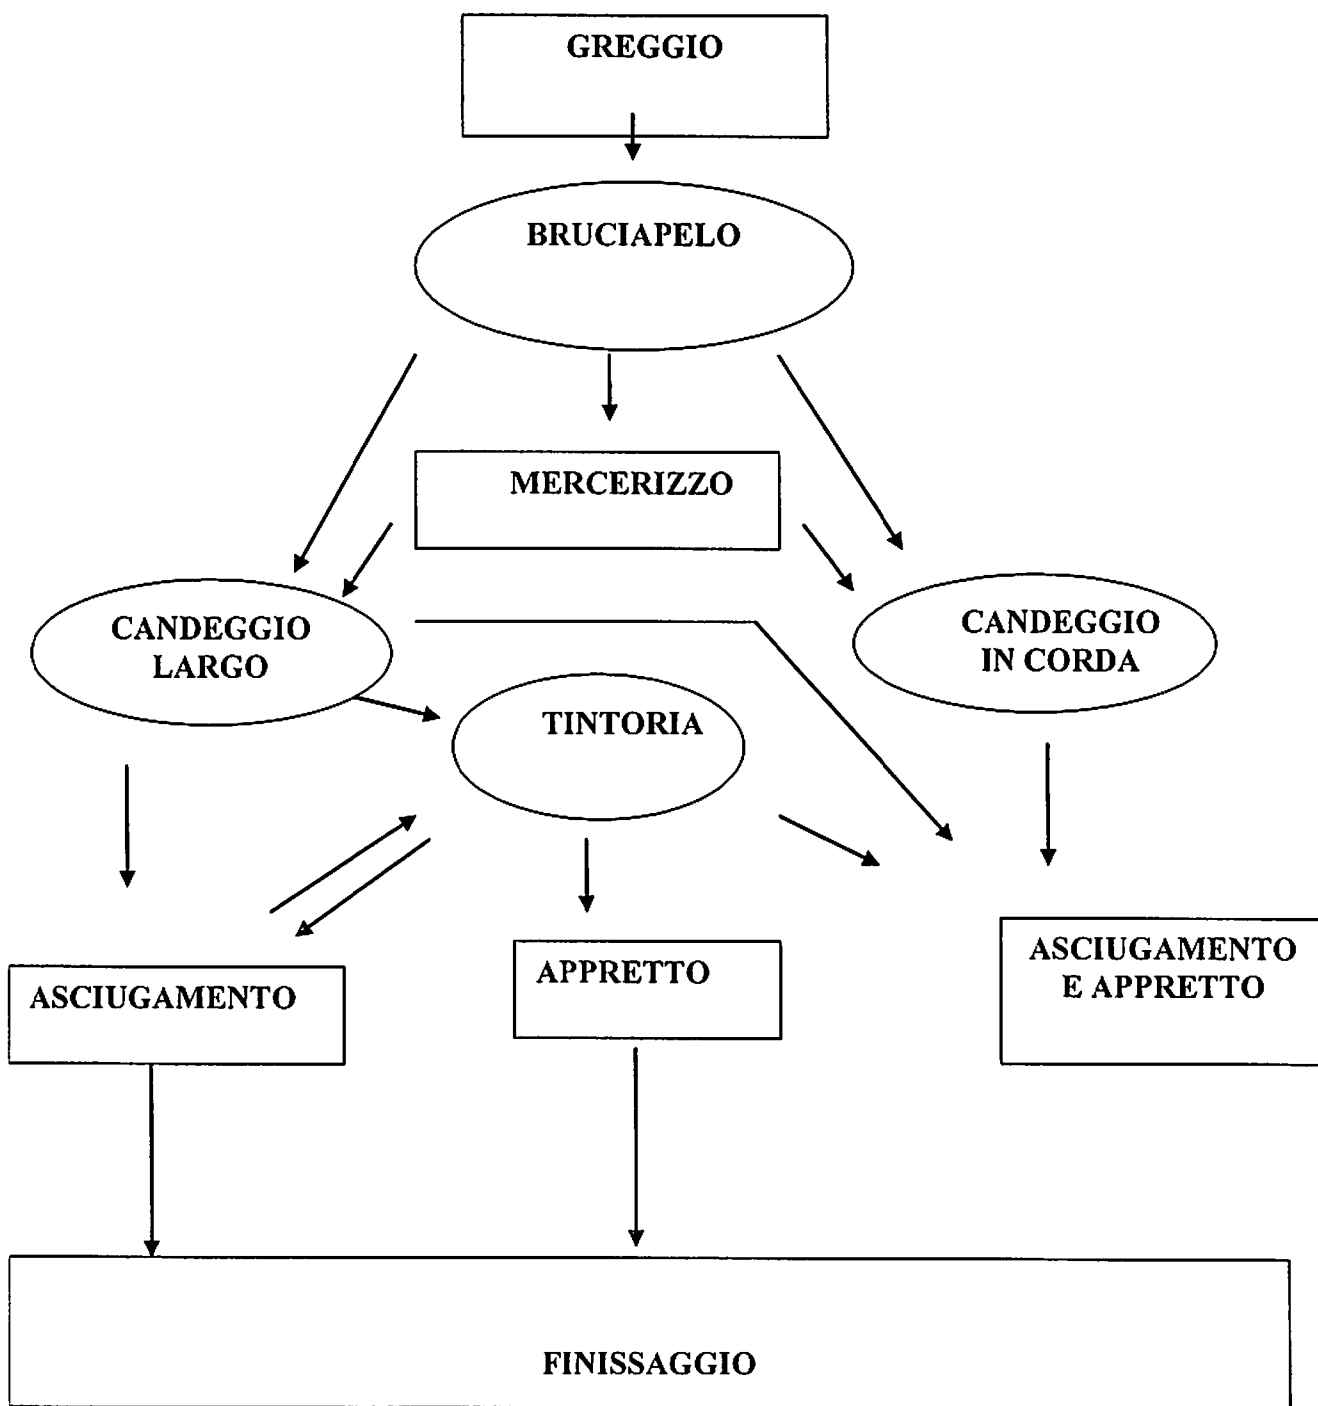 GREGGIO
BRUCIAPELO
MERCERIZZO
CANDEGGIO
LARGO
CANDEGGIO
IN CORDA
TINTORIA
ASCIUGAMENTO
APPRETTO
ASCIUGAMENTO
E APPRETTO
FINISSAGGIO